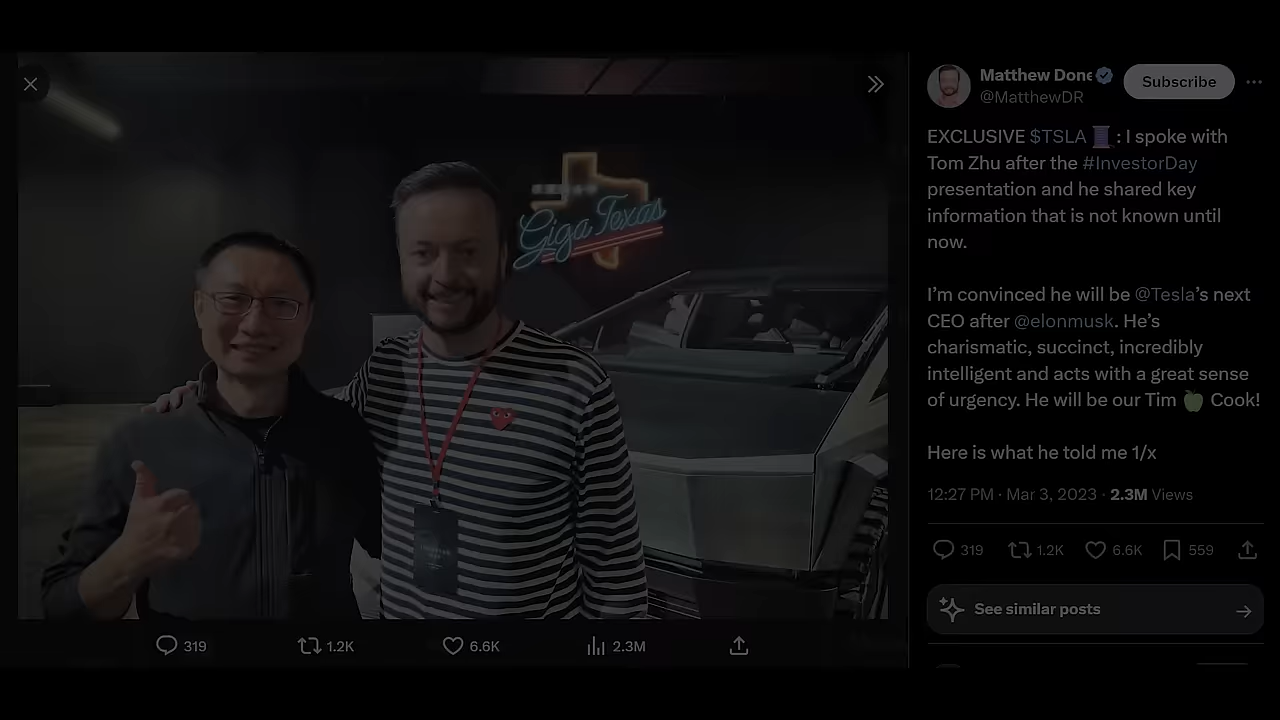 Giga Texas
319
1.2K
6.6K
2.3M
Matthew Done
Subscribe
@MatthewDR
EXCLUSIVE $TSLA 🧵 : I spoke with
Tom Zhu after the #InvestorDay
presentation and he shared key
information that is not known until
now.
I’m convinced he will be @Tesla’s next
CEO after @elonmusk. He’s
charismatic, succinct, incredibly
intelligent and acts with a great sense
of urgency. He will be our Tim 🍏 Cook!
Here is what he told me 1/x
12:27 PM · Mar 3, 2023 · 2.3M Views
319
1.2K
6.6K
559
See similar posts